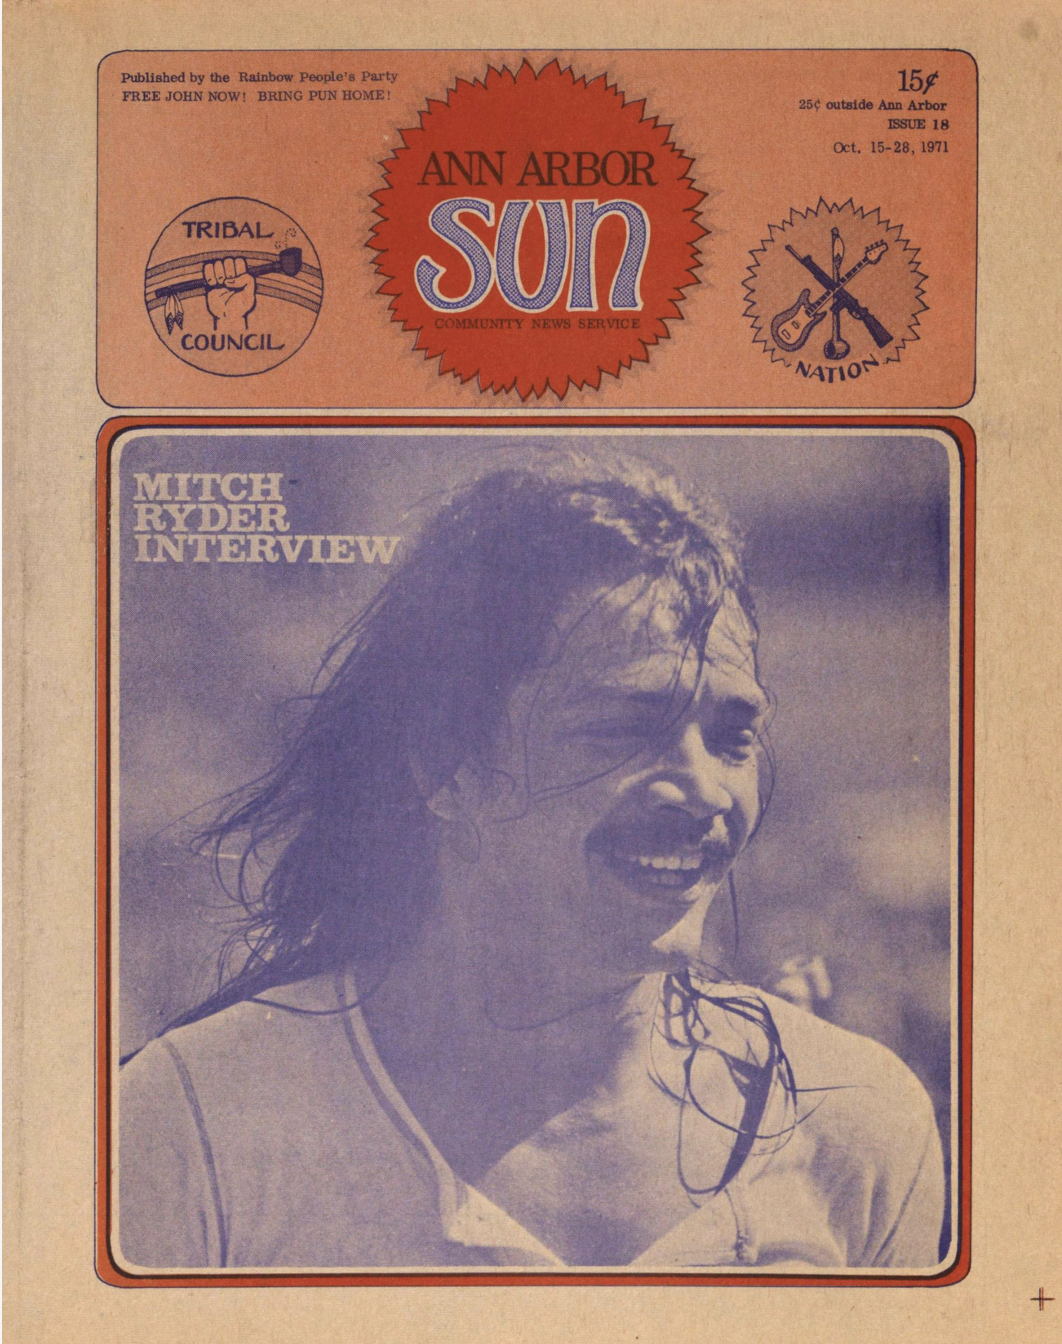 Published by the Rainbow People's Party
FREE JOHN NOW! BRING PUN HOME!
15¢
25¢ outside Ann Arbor
ISSUE 18
Oct. 15-28, 1971
ANN ARBOR
SUN
COMMUNITY NEWS SERVICE
TRIBAL
COUNCIL
NATION
MITCH
RYDER
INTERVIEW